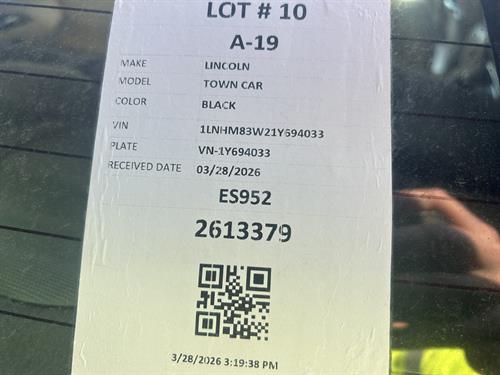 LOT # 10
A-19
MAKE LINCOLN
MODEL TOWN CAR
COLOR BLACK
VIN 1LNHM83W21Y694033
PLATE VN-1Y694033
RECEIVED DATE 03/28/2026
ES952
2613379
3/28/2026 3:19:38 PM